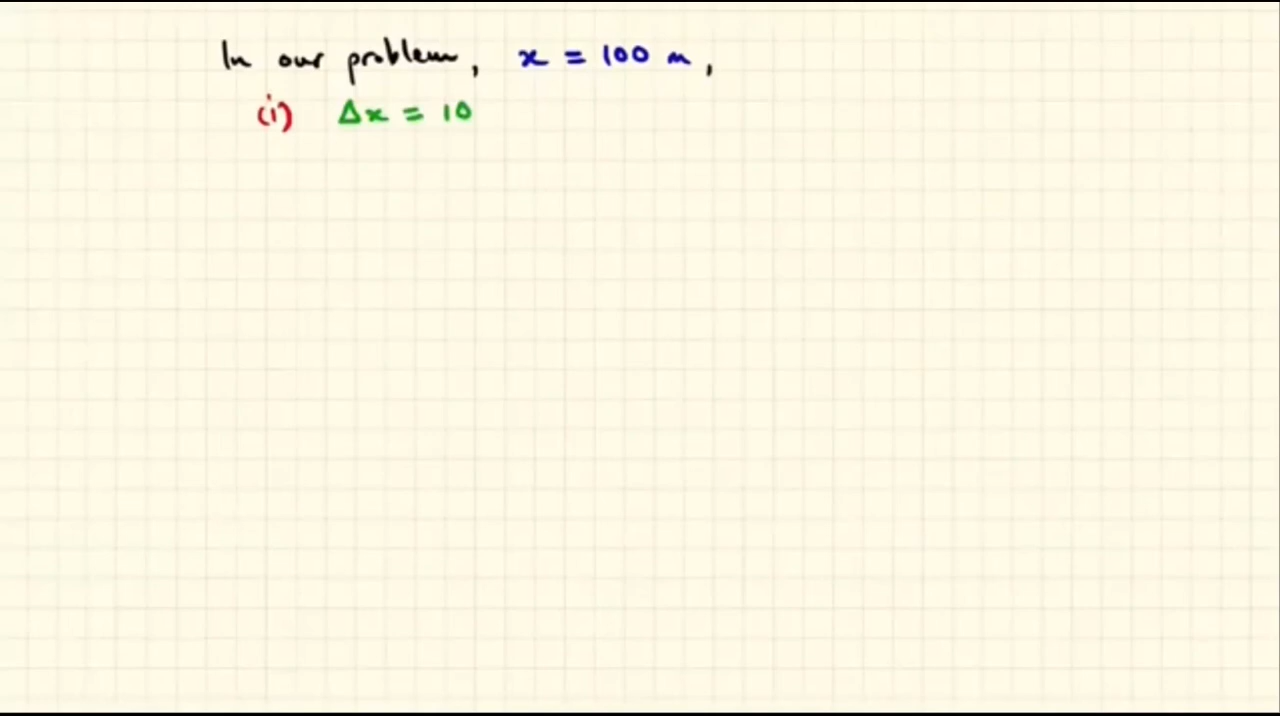 In our problem, x = 100 m,
(i) Δx = 10